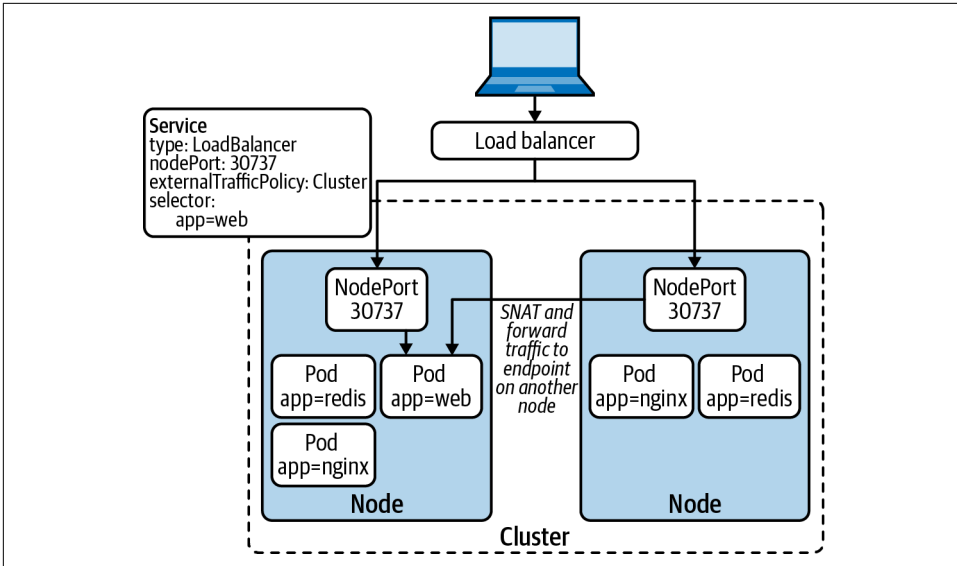 Load balancer
Service
type: LoadBalancer
nodePort: 30737
externalTrafficPolicy: Cluster
selector:
app=web
NodePort
30737
Pod
app=redis
Pod
app=web
Pod
app=nginx
Node
SNAT and
forward
traffic to
endpoint
on another
node
NodePort
30737
Pod
app=nginx
Pod
app=redis
Node
Cluster